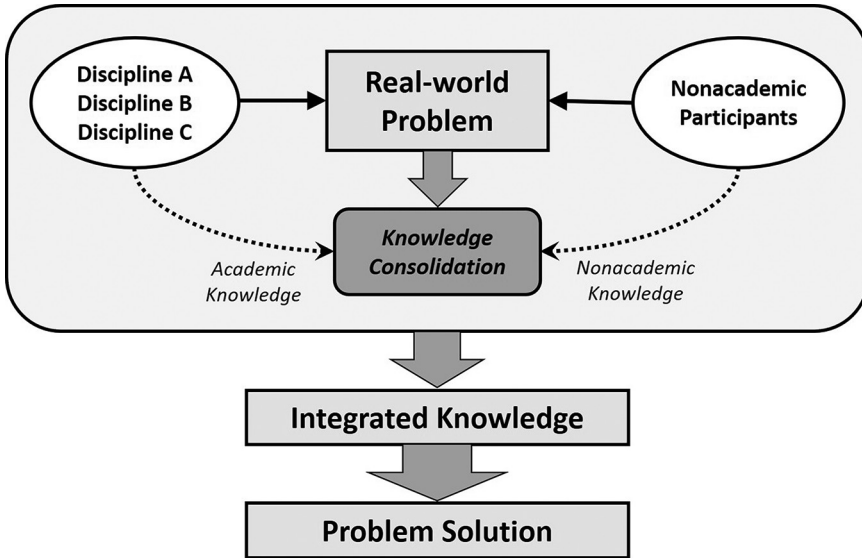 Discipline A
Discipline B
Discipline C
Real-world
Problem
Nonacademic
Participants
Knowledge
Consolidation
Academic
Knowledge
Nonacademic
Knowledge
Integrated Knowledge
Problem Solution